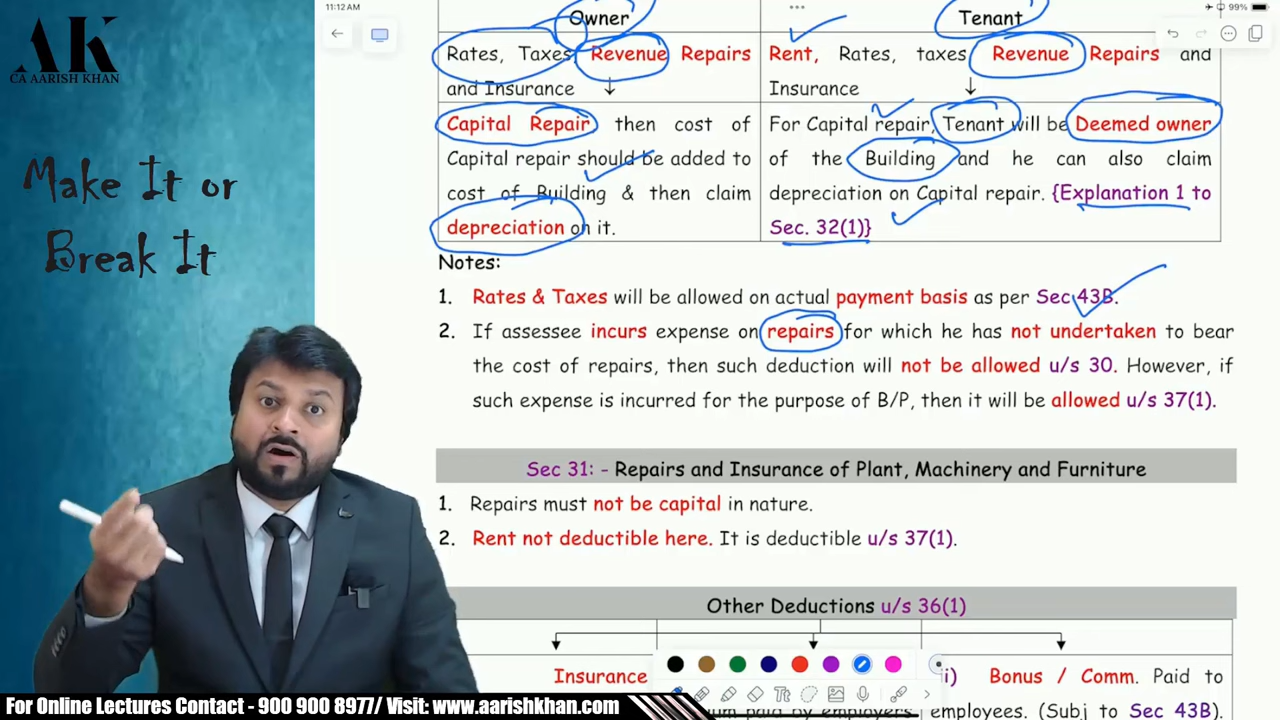 11:12 AM
99%
AK
CA AARISH KHAN
Make It or
Break It
Owner
Tenant
Rates, Taxes, Revenue Repairs
and Insurance ↓
Rent, Rates, taxes Revenue Repairs and
Insurance ↓
Capital Repair then cost of
Capital repair should be added to
cost of Building & then claim
depreciation on it.
For Capital repair, Tenant will be Deemed owner
of the Building and he can also claim
depreciation on Capital repair. {Explanation 1 to
Sec. 32(1)}
Notes:
1. Rates & Taxes will be allowed on actual payment basis as per Sec 43B.
2. If assessee incurs expense on repairs for which he has not undertaken to bear
the cost of repairs, then such deduction will not be allowed u/s 30. However, if
such expense is incurred for the purpose of B/P, then it will be allowed u/s 37(1).
Sec 31: - Repairs and Insurance of Plant, Machinery and Furniture
1. Repairs must not be capital in nature.
2. Rent not deductible here. It is deductible u/s 37(1).
Other Deductions u/s 36(1)
Insurance
i) Bonus / Comm. Paid to
paid by employers
employees. (Subj to Sec 43B).
For Online Lectures Contact - 900 900 8977/ Visit: www.aarishkhan.com